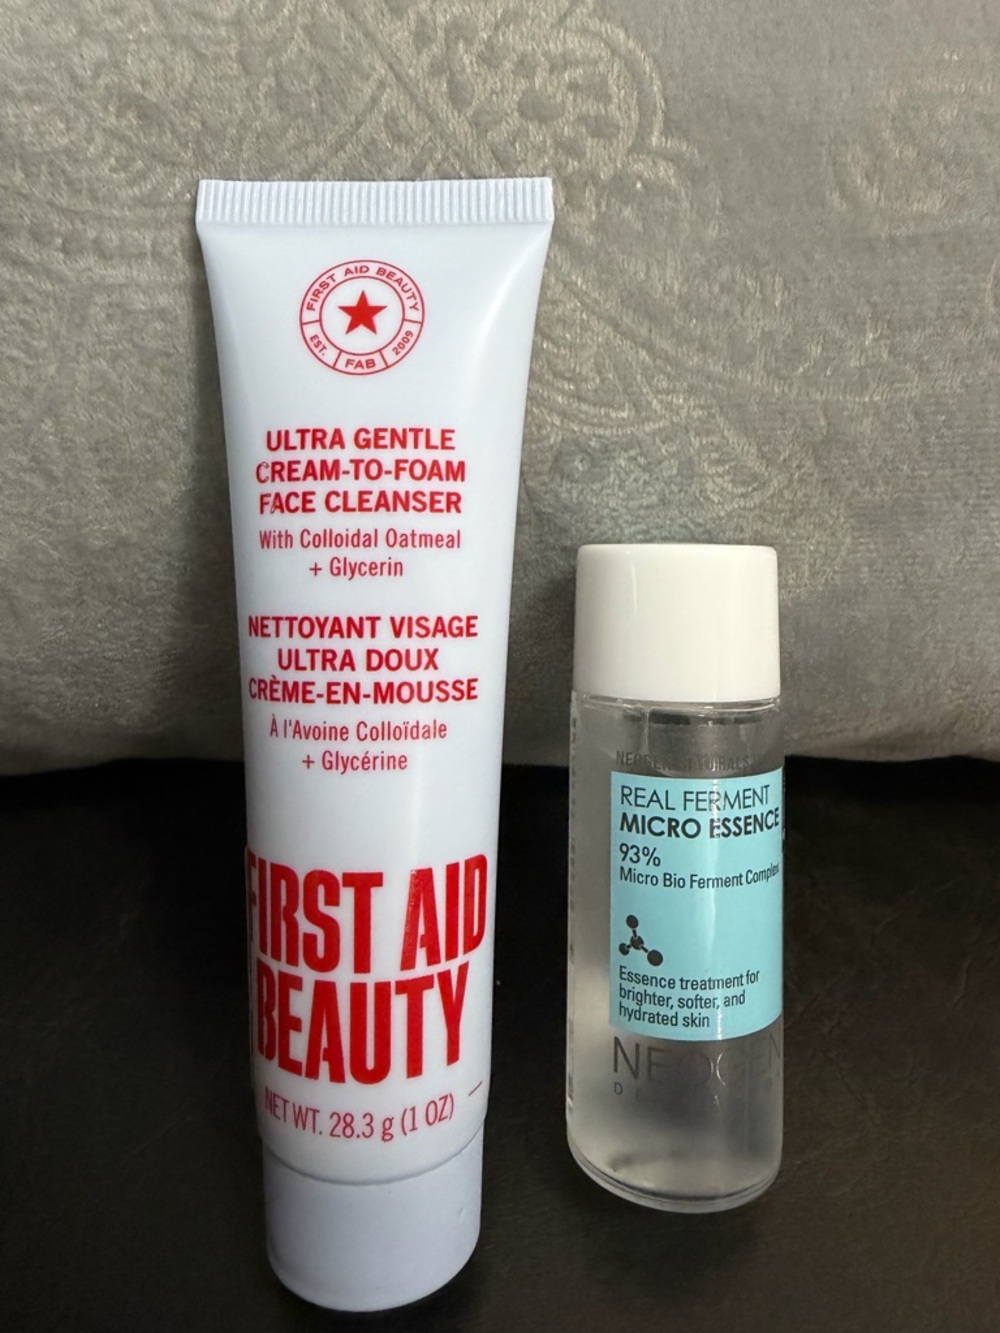 FIRST AID BEAUTY
EST. FAB 2009
ULTRA GENTLE
CREAM-TO-FOAM
FACE CLEANSER
With Colloidal Oatmeal
+ Glycerin
NETTOYANT VISAGE
ULTRA DOUX
CRÈME-EN-MOUSSE
À l'Avoine Colloïdale
+ Glycérine
FIRST AID
BEAUTY
NET WT. 28.3 g (1 OZ)
REAL FERMENT
MICRO ESSENCE
93%
Micro Bio Ferment Complex
Essence treatment for
brighter, softer, and
hydrated skin
NEOGEN